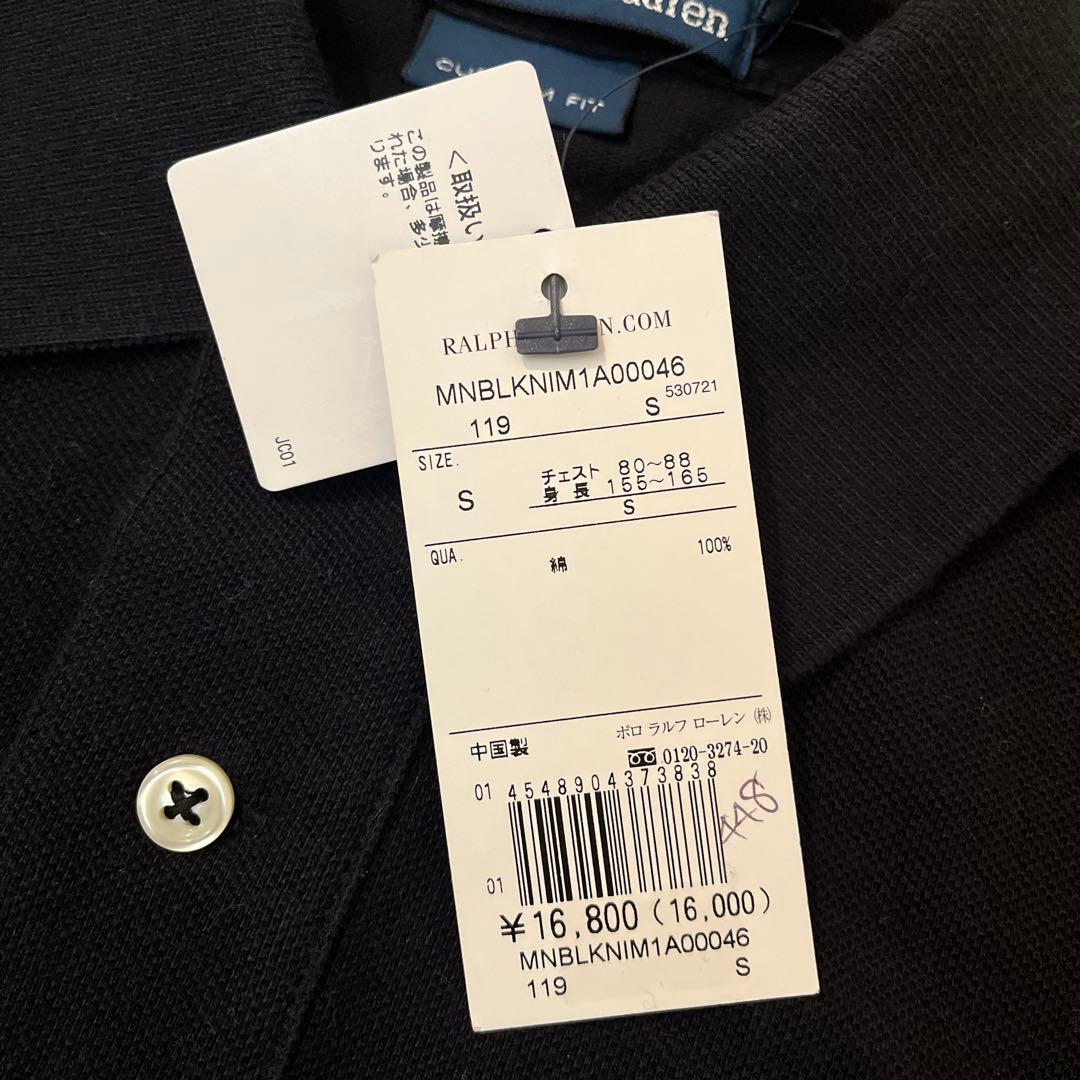 FIT
<取扱い
この製品は
れた場合、多少
ります。
JC01
.COM
MNBLKNIM1A00046
119 S 530721
SIZE.
S チェスト 80~88
身長 155~165
S
QUA. 綿 100%
ポロ ラルフ ローレン (株)
中国製 0120-3274-20
01 4548904373838
448
01
¥16,800 (16,000)
MNBLKNIM1A00046
119 S